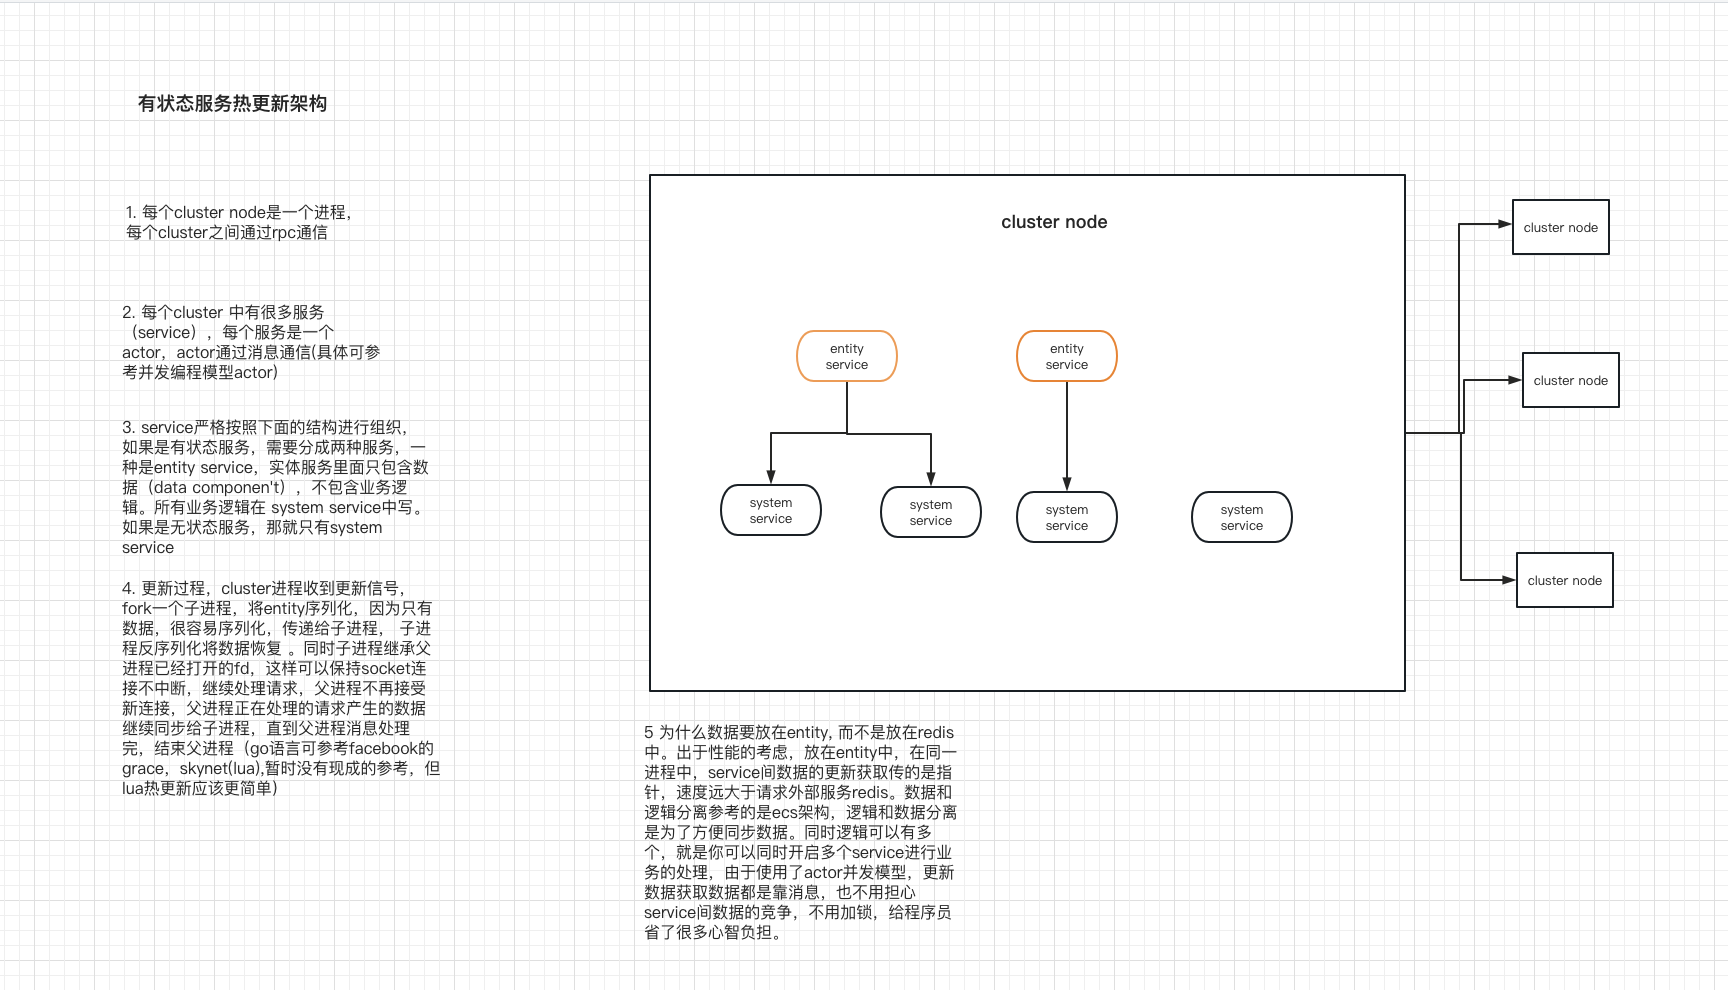 有状态服务热更新架构
1. 每个cluster node是一个进程，
每个cluster之间通过rpc通信
2. 每个cluster 中有很多服务
（service），每个服务是一个
actor，actor通过消息通信(具体可参
考并发编程模型actor)
3. service严格按照下面的结构进行组织，
如果是有状态服务，需要分成两种服务，一
种是entity service，实体服务里面只包含数
据（data componen't），不包含业务逻
辑。所有业务逻辑在 system service中写。
如果是无状态服务，那就只有system
service
4. 更新过程，cluster进程收到更新信号，
fork一个子进程，将entity序列化，因为只有
数据，很容易序列化，传递给子进程， 子进
程反序列化将数据恢复 。同时子进程继承父
进程已经打开的fd，这样可以保持socket连
接不中断，继续处理请求，父进程不再接受
新连接，父进程正在处理的请求产生的数据
继续同步给子进程，直到父进程消息处理
完，结束父进程（go语言可参考facebook的
grace，skynet(lua),暂时没有现成的参考，但
lua热更新应该更简单）
cluster node
entity
service
entity
service
system
service
system
service
system
service
system
service
cluster node
cluster node
cluster node
5 为什么数据要放在entity, 而不是放在redis
中。出于性能的考虑，放在entity中，在同一
进程中，service间数据的更新获取传的是指
针，速度远大于请求外部服务redis。数据和
逻辑分离参考的是ecs架构，逻辑和数据分离
是为了方便同步数据。同时逻辑可以有多
个，就是你可以同时开启多个service进行业
务的处理，由于使用了actor并发模型，更新
数据获取数据都是靠消息，也不用担心
service间数据的竞争，不用加锁，给程序员
省了很多心智负担。